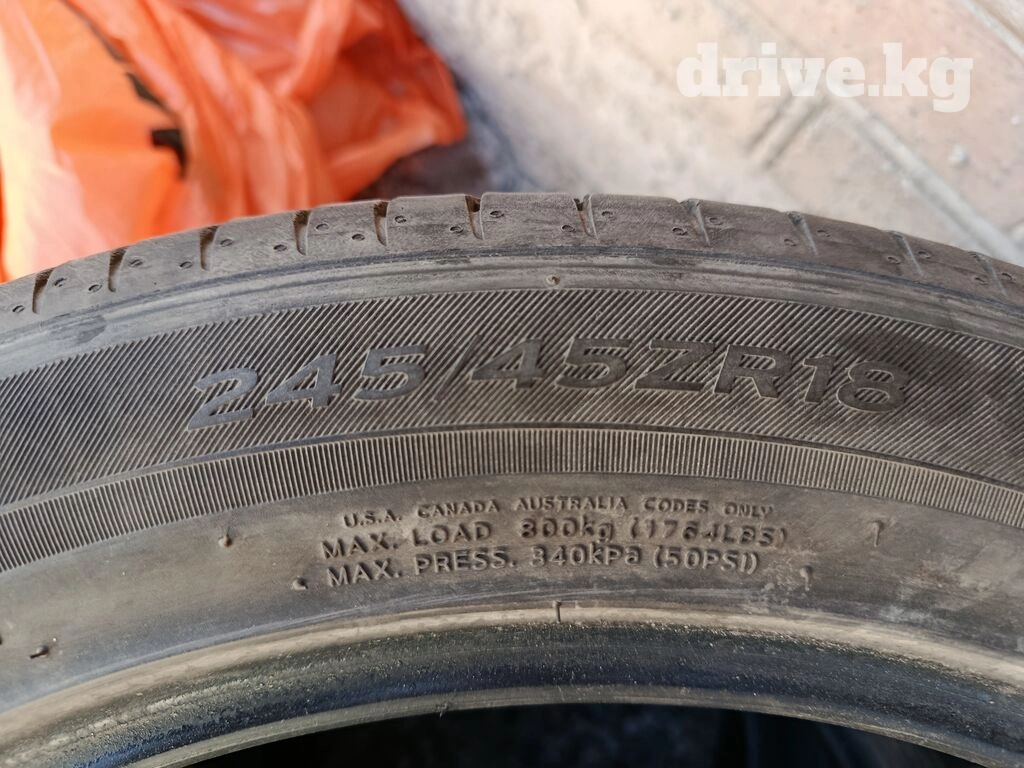 drive.kg
245/45ZR18
U.S.A. CANADA AUSTRALIA CODES ONLY
MAX. LOAD 800kg (1764LBS)
MAX. PRESS. 340kPa (50PSI)